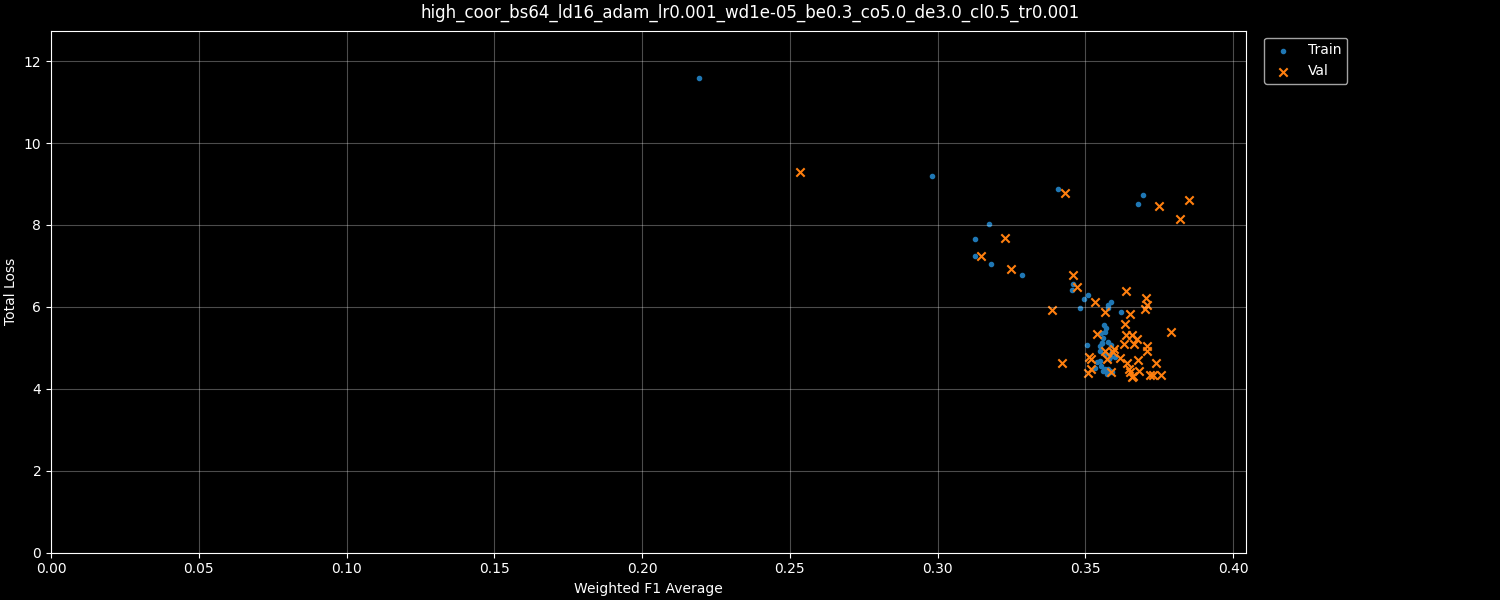 high_coor_bs64_ld16_adam_lr0.001_wd1e-05_be0.3_co5.0_de3.0_cl0.5_tr0.001
Train
Val
12
10
8
6
4
2
0
Total Loss
0.00 0.05 0.10 0.15 0.20 0.25 0.30 0.35 0.40
Weighted F1 Average